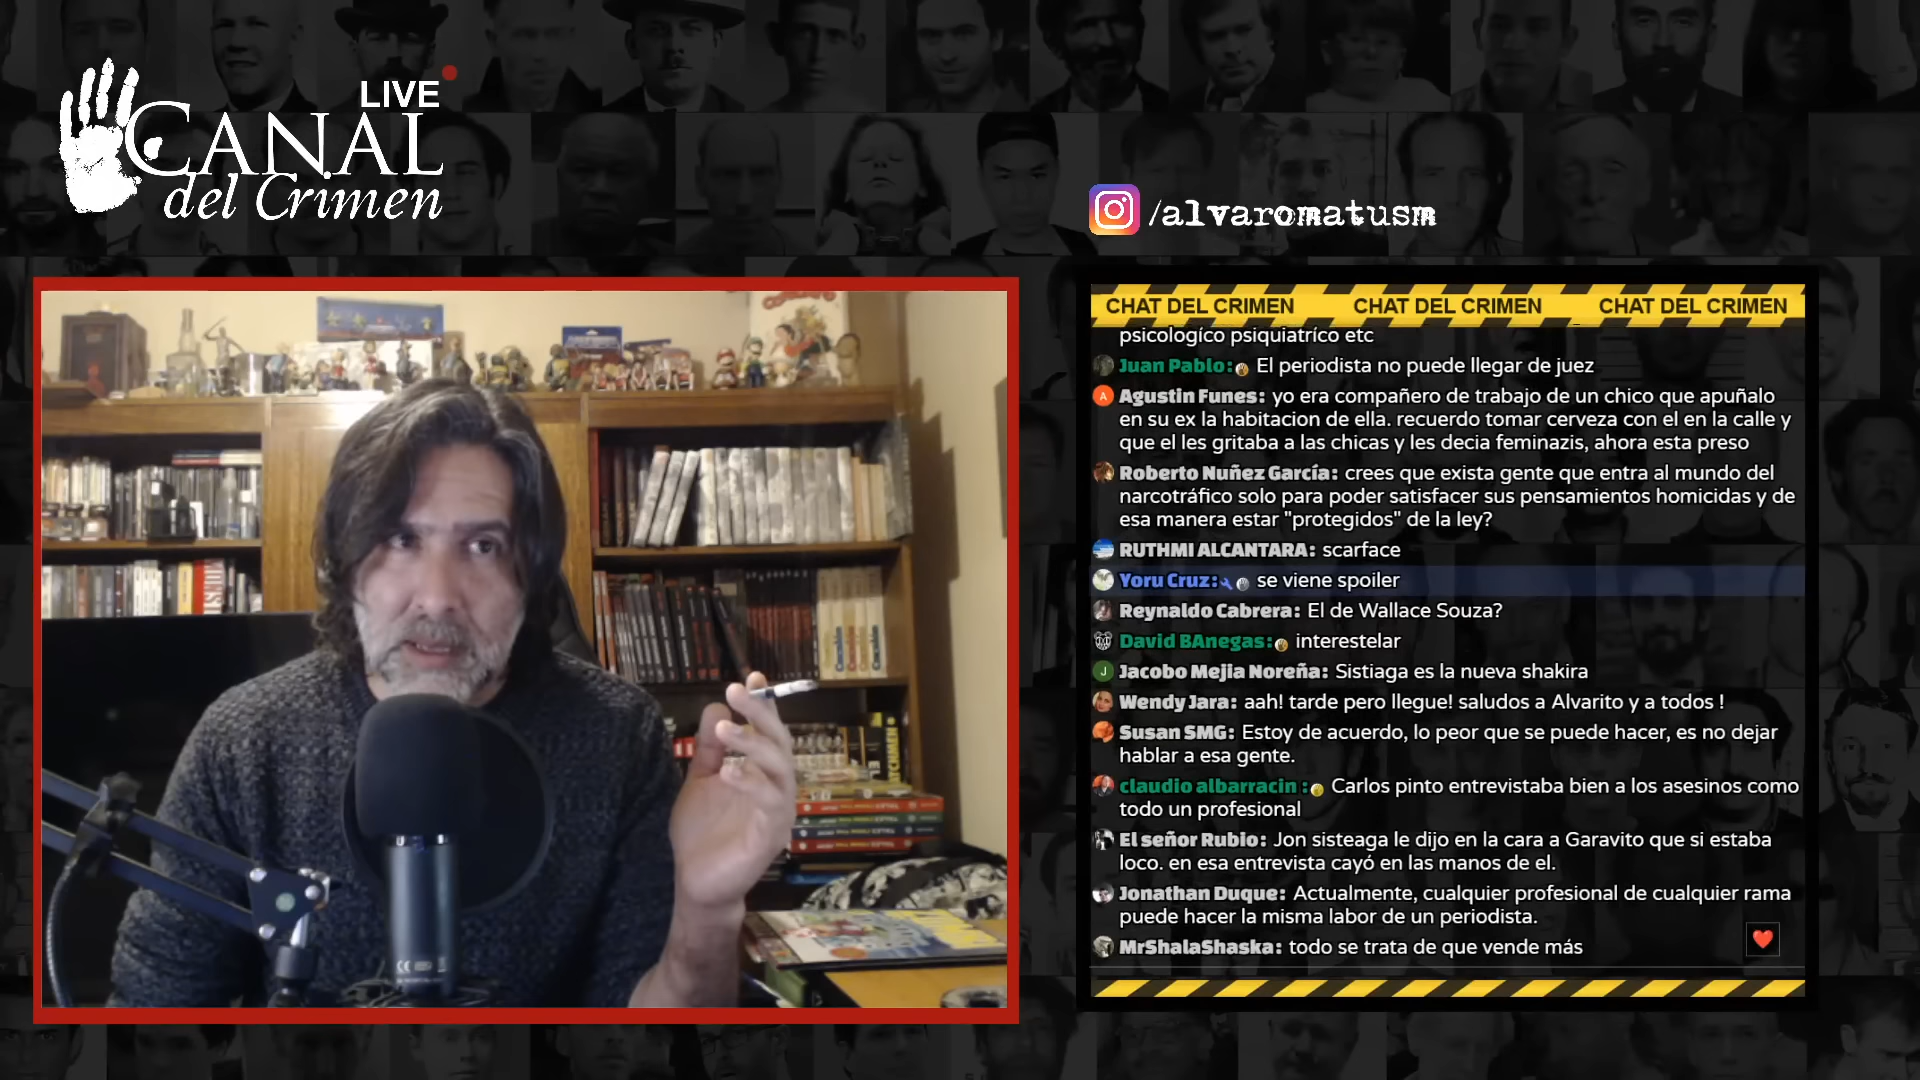 LIVE
CANAL
del Crimen
/alvaromatusm
CHAT DEL CRIMEN CHAT DEL CRIMEN CHAT DEL CRIMEN
psicologíco psiquiatríco etc
Juan Pablo: El periodista no puede llegar de juez
Agustin Funes: yo era compañero de trabajo de un chico que apuñalo
en su ex la habitacion de ella. recuerdo tomar cerveza con el en la calle y
que el les gritaba a las chicas y les decia feminazis, ahora esta preso
Roberto Nuñez García: crees que exista gente que entra al mundo del
narcotráfico solo para poder satisfacer sus pensamientos homicidas y de
esa manera estar "protegidos" de la ley?
RUTHMI ALCANTARA: scarface
Yoru Cruz: se viene spoiler
Reynaldo Cabrera: El de Wallace Souza?
David BAnegas: interestelar
J Jacobo Mejia Noreña: Sistiaga es la nueva shakira
Wendy Jara: aah! tarde pero llegue! saludos a Alvarito y a todos !
Susan SMG: Estoy de acuerdo, lo peor que se puede hacer, es no dejar
hablar a esa gente.
claudio albarracin : Carlos pinto entrevistaba bien a los asesinos como
todo un profesional
El señor Rubio: Jon sisteaga le dijo en la cara a Garavito que si estaba
loco. en esa entrevista cayó en las manos de el.
Jonathan Duque: Actualmente, cualquier profesional de cualquier rama
puede hacer la misma labor de un periodista.
MrShalaShaska: todo se trata de que vende más